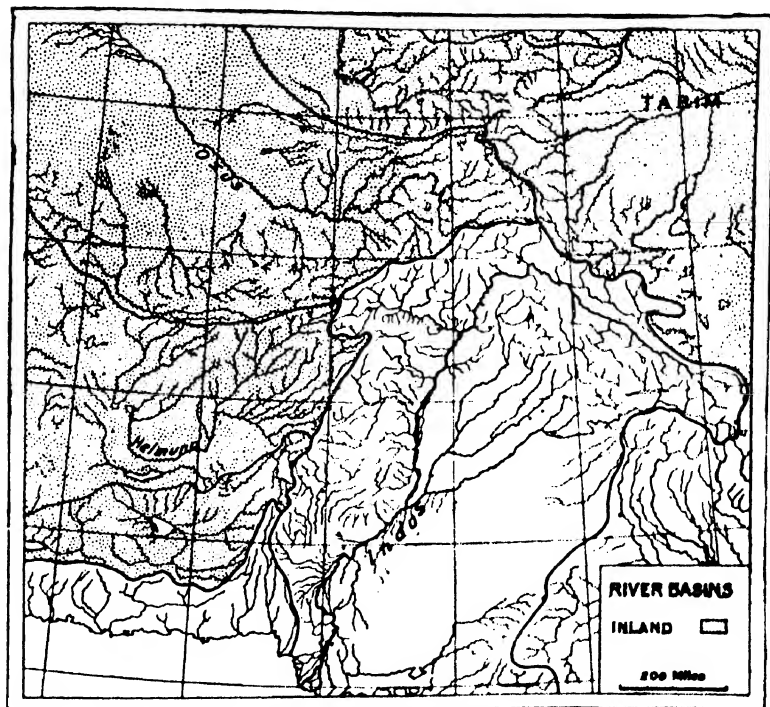 TARIM
OXUS
Helmund
Indus
RIVER BASINS
INLAND
200 Miles